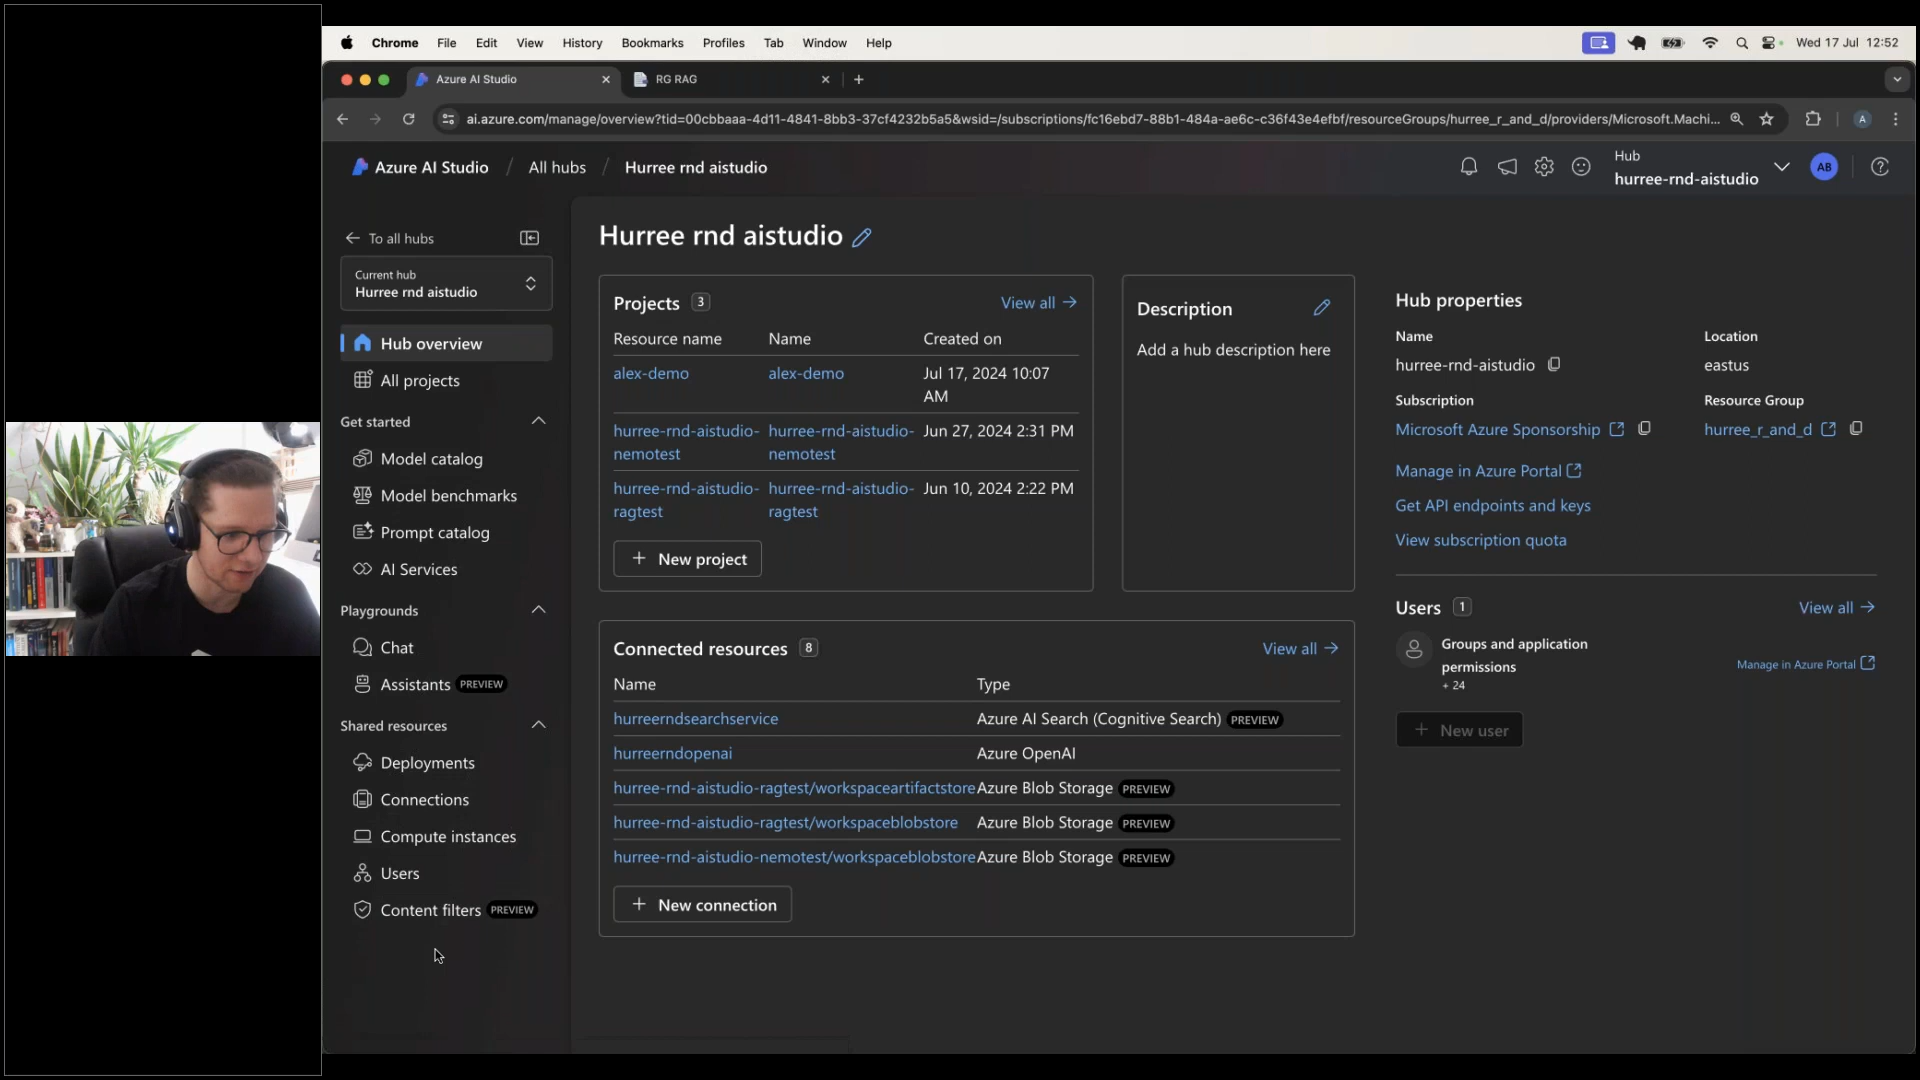 Chrome File Edit View History Bookmarks Profiles Tab Window Help Wed 17 Jul 12:52
Azure AI Studio RG RAG
ai.azure.com/manage/overview?tid=00cbbaaa-4d11-4841-8bb3-37cf4232b5a5&wsid=/subscriptions/fc16ebd7-88b1-484a-ae6c-c36f43e4efbf/resourceGroups/hurree_r_and_d/providers/Microsoft.Machi... A
Azure AI Studio / All hubs / Hurree rnd aistudio
Hub
hurree-rnd-aistudio
AB
To all hubs
Current hub
Hurree rnd aistudio
Hub overview
All projects
Get started
Model catalog
Model benchmarks
Prompt catalog
AI Services
Playgrounds
Chat
Assistants PREVIEW
Shared resources
Deployments
Connections
Compute instances
Users
Content filters PREVIEW
Hurree rnd aistudio
Projects 3 View all
Resource name Name Created on
alex-demo alex-demo Jul 17, 2024 10:07
AM
hurree-rnd-aistudio- hurree-rnd-aistudio- Jun 27, 2024 2:31 PM
nemotest nemotest
hurree-rnd-aistudio- hurree-rnd-aistudio- Jun 10, 2024 2:22 PM
ragtest ragtest
+ New project
Description
Add a hub description here
Connected resources 8 View all
Name Type
hurreerndsearchservice Azure AI Search (Cognitive Search) PREVIEW
hurreerndopenai Azure OpenAI
hurree-rnd-aistudio-ragtest/workspaceartifactstore Azure Blob Storage PREVIEW
hurree-rnd-aistudio-ragtest/workspaceblobstore Azure Blob Storage PREVIEW
hurree-rnd-aistudio-nemotest/workspaceblobstore Azure Blob Storage PREVIEW
+ New connection
Hub properties
Name Location
hurree-rnd-aistudio eastus
Subscription Resource Group
Microsoft Azure Sponsorship hurree_r_and_d
Manage in Azure Portal
Get API endpoints and keys
View subscription quota
Users 1 View all
Groups and application
permissions
+ 24
Manage in Azure Portal
+ New user